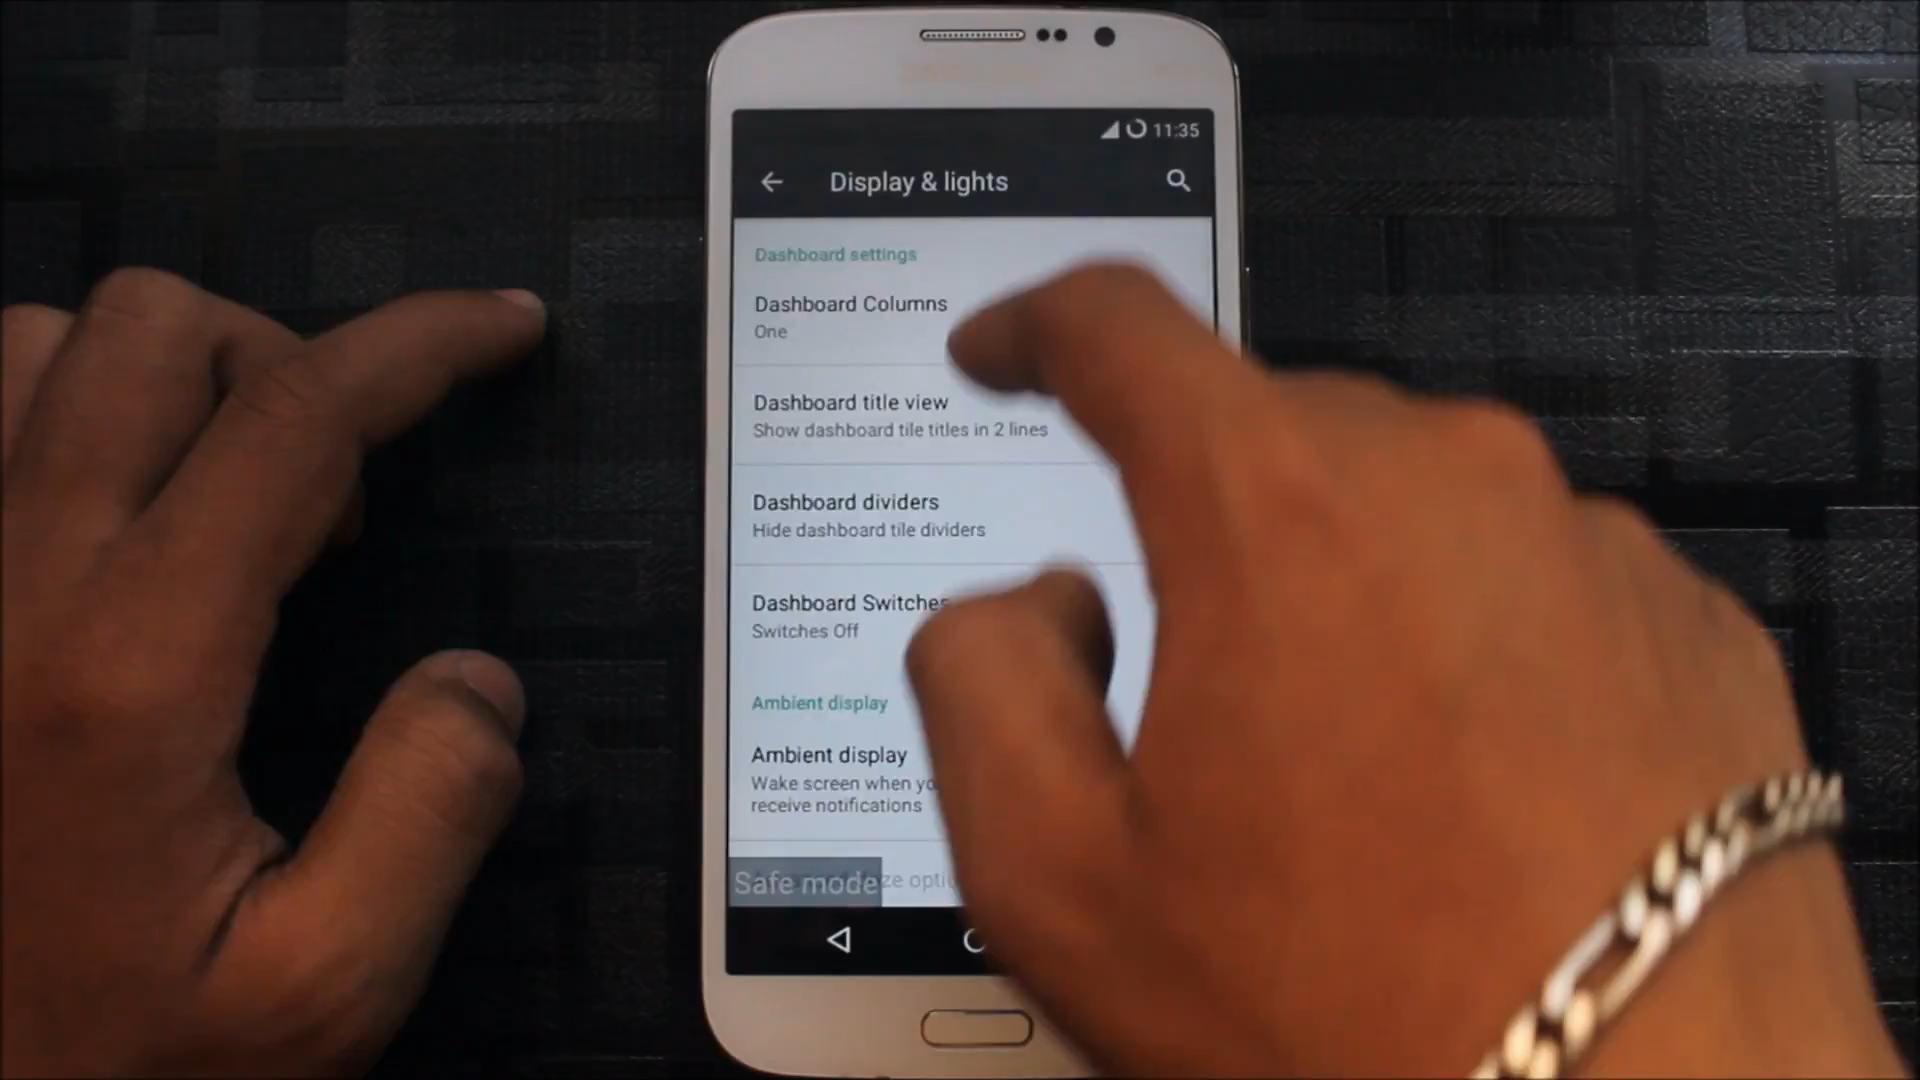 11:35
Display & lights
Dashboard settings
Dashboard Columns
One
Dashboard title view
Show dashboard tile titles in 2 lines
Dashboard dividers
Hide dashboard tile dividers
Dashboard Switches
Switches Off
Ambient display
Ambient display
Wake screen when
receive notifications
Safe mode